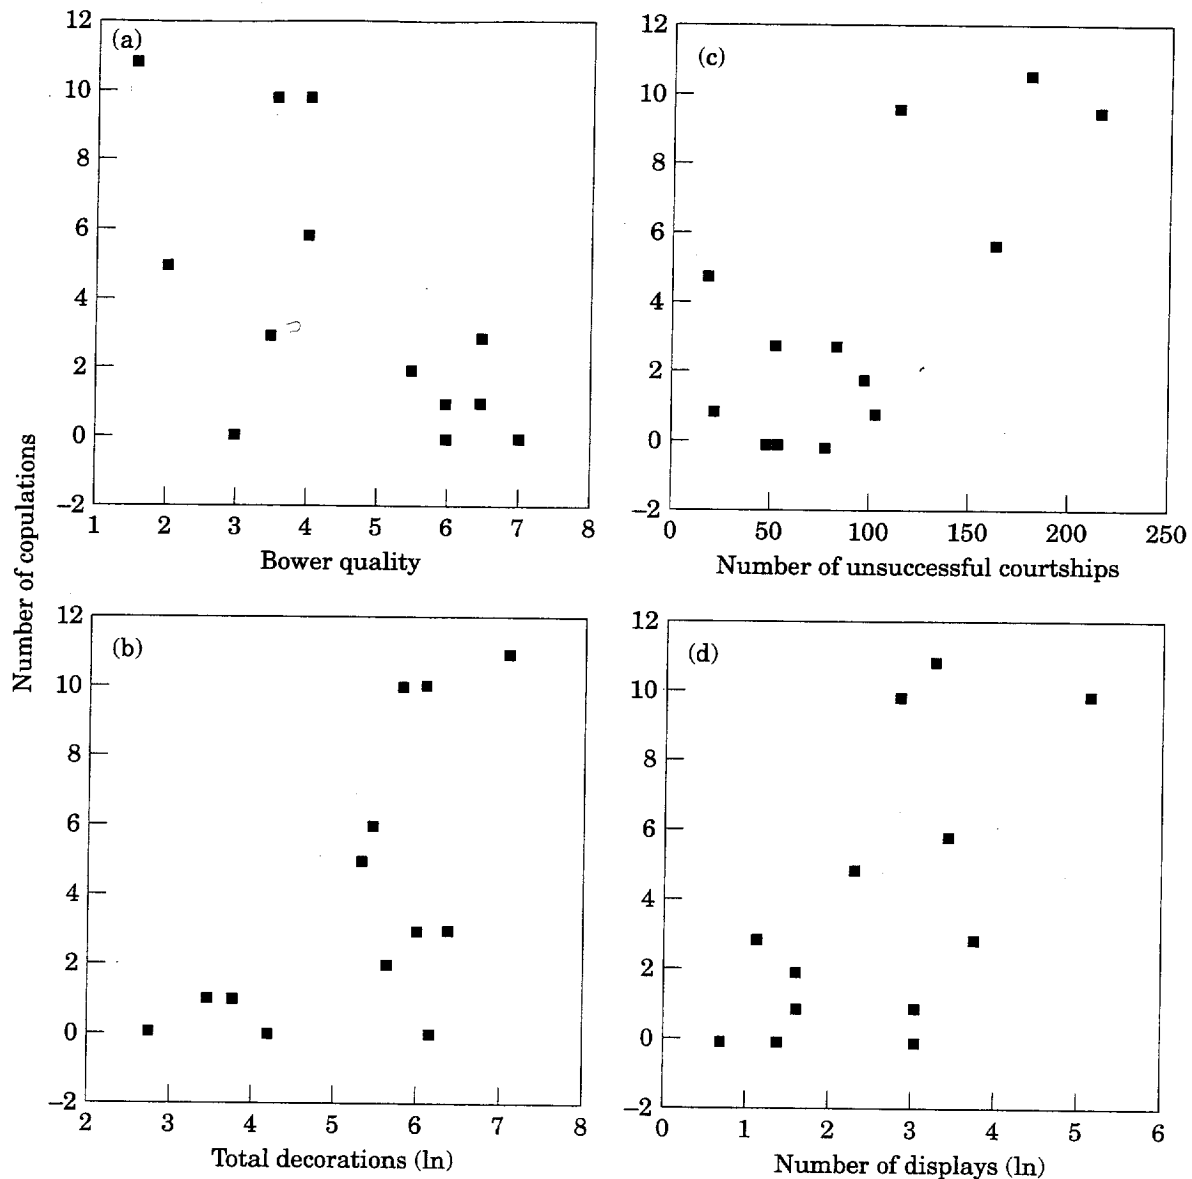 (a)
12
10
8
6
4
2
0
−2
1 2 3 4 5 6 7 8
Bower quality
(c)
12
10
8
6
4
2
0
−2
0 50 100 150 200 250
Number of unsuccessful courtships
Number of copulations
(b)
12
10
8
6
4
2
0
−2
2 3 4 5 6 7 8
Total decorations (ln)
(d)
12
10
8
6
4
2
0
−2
0 1 2 3 4 5 6
Number of displays (ln)